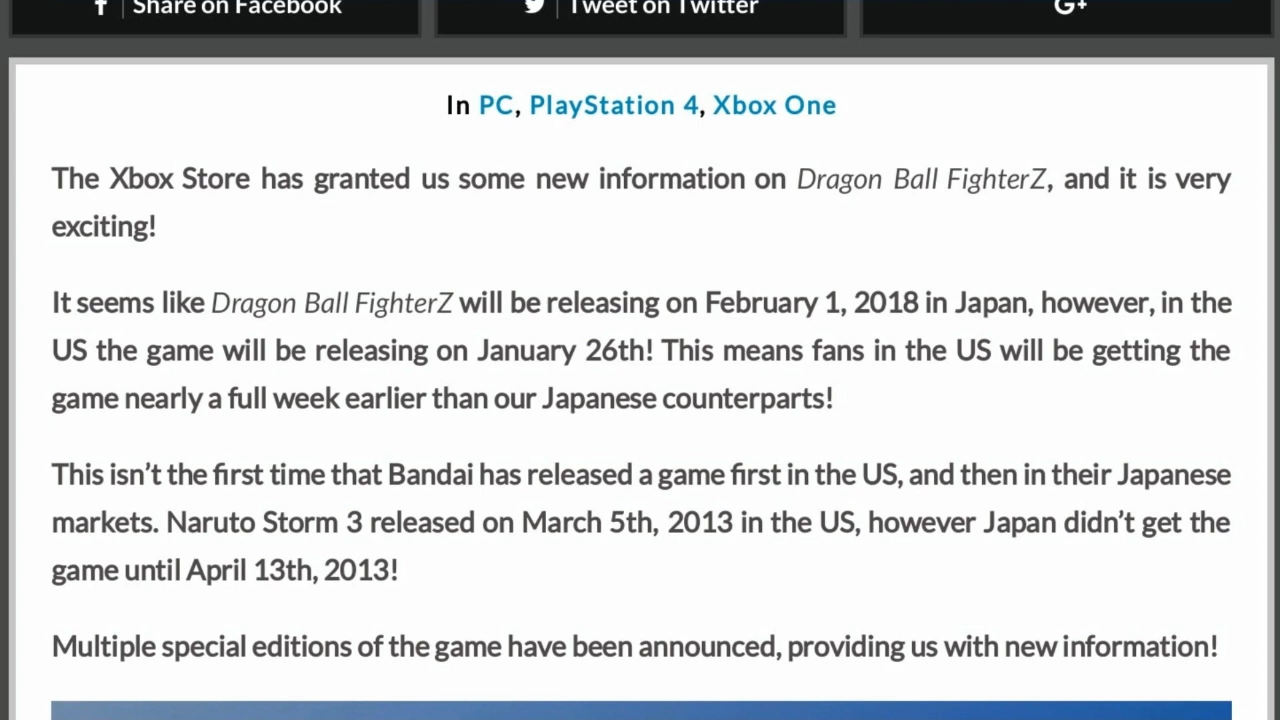 Share on Facebook
Tweet on Twitter
G+
In PC, PlayStation 4, Xbox One
The Xbox Store has granted us some new information on Dragon Ball FighterZ, and it is very
exciting!
It seems like Dragon Ball FighterZ will be releasing on February 1, 2018 in Japan, however, in the
US the game will be releasing on January 26th! This means fans in the US will be getting the
game nearly a full week earlier than our Japanese counterparts!
This isn’t the first time that Bandai has released a game first in the US, and then in their Japanese
markets. Naruto Storm 3 released on March 5th, 2013 in the US, however Japan didn’t get the
game until April 13th, 2013!
Multiple special editions of the game have been announced, providing us with new information!